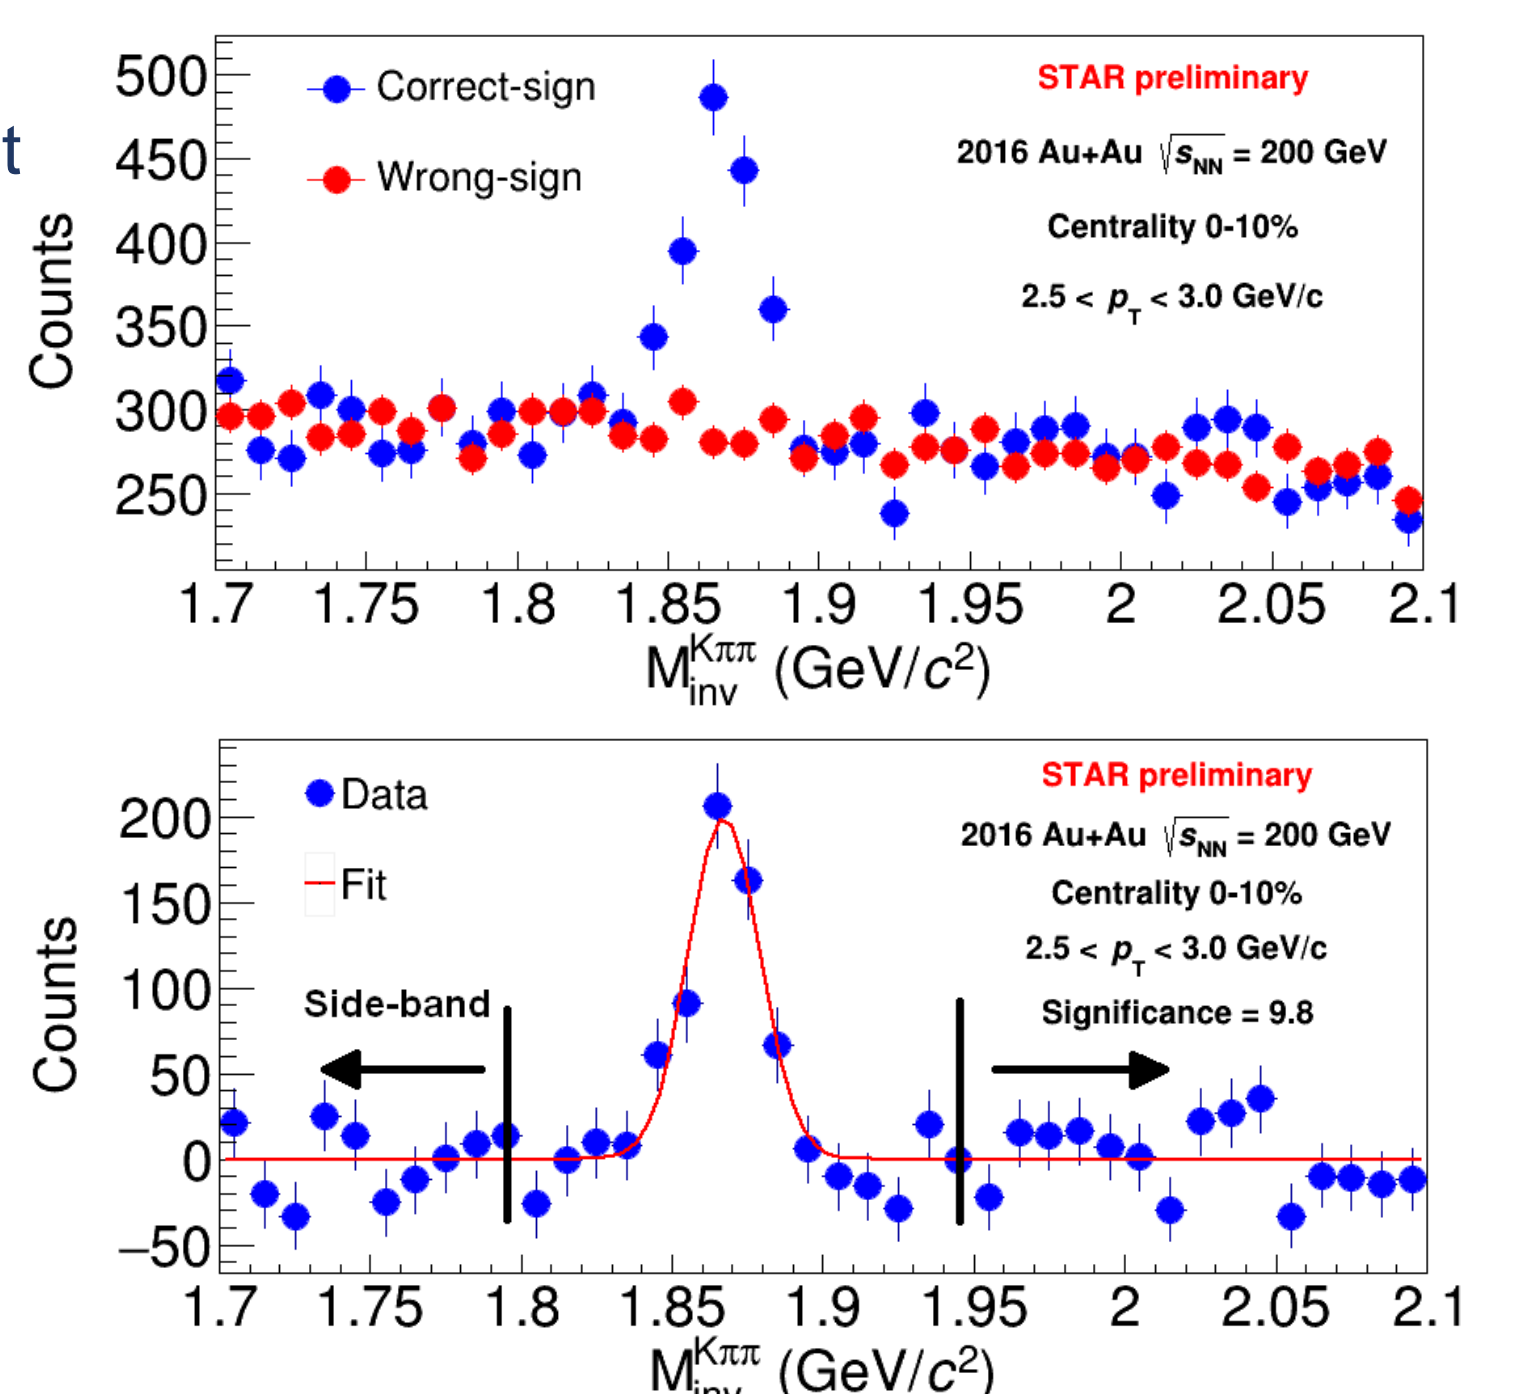 t
500
450
400
350
300
250
Counts
Correct-sign
Wrong-sign
STAR preliminary
2016 Au+Au √sNN = 200 GeV
Centrality 0-10%
2.5 < pT < 3.0 GeV/c
1.7 1.75 1.8 1.85 1.9 1.95 2 2.05 2.1
MinvKππ (GeV/c2)
200
150
100
50
0
−50
Counts
Data
Fit
Side-band
STAR preliminary
2016 Au+Au √sNN = 200 GeV
Centrality 0-10%
2.5 < pT < 3.0 GeV/c
Significance = 9.8
1.7 1.75 1.8 1.85 1.9 1.95 2 2.05 2.1
MinvKππ (GeV/c2)